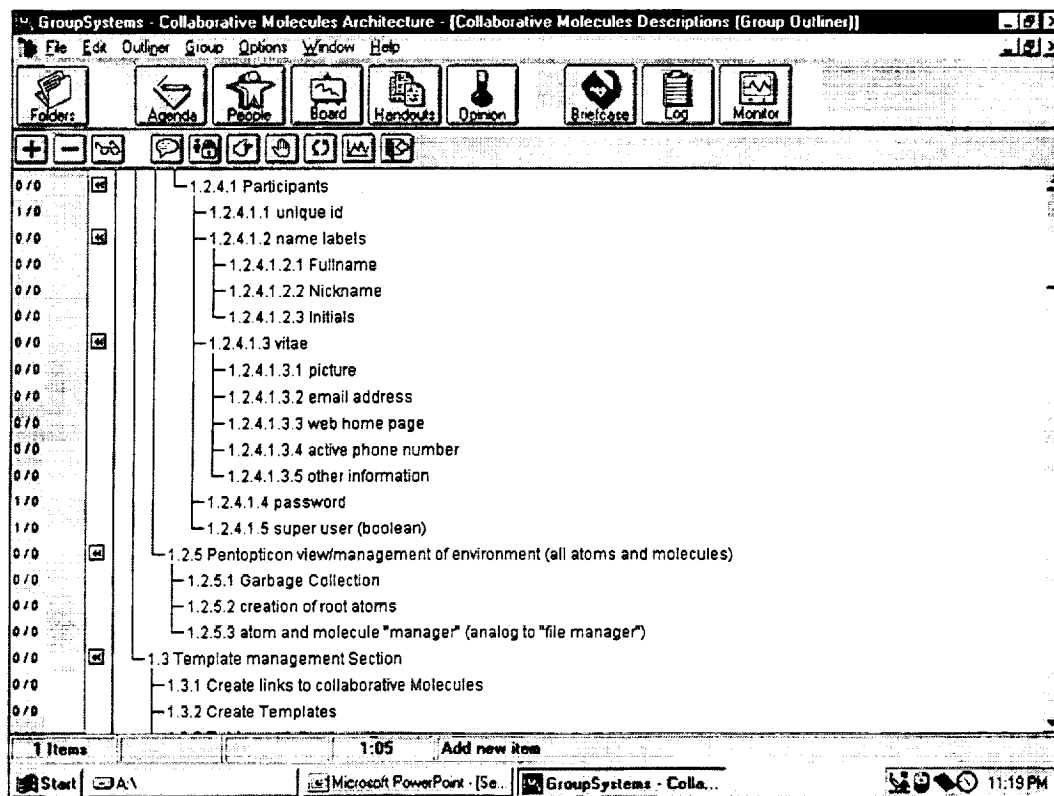 GroupSystems - Collaborative Molecules Architecture - [Collaborative Molecules Descriptions (Group Outliner)]
File Edit Outliner Group Options Window Help
Folders Agenda People Board Handouts Opinion Briefcase Log Monitor
0/0 1.2.4.1 Participants
1/0 1.2.4.1.1 unique id
0/0 1.2.4.1.2 name labels
0/0 1.2.4.1.2.1 Fullname
0/0 1.2.4.1.2.2 Nickname
0/0 1.2.4.1.2.3 Initials
0/0 1.2.4.1.3 vitae
0/0 1.2.4.1.3.1 picture
0/0 1.2.4.1.3.2 email address
0/0 1.2.4.1.3.3 web home page
0/0 1.2.4.1.3.4 active phone number
0/0 1.2.4.1.3.5 other information
1/0 1.2.4.1.4 password
1/0 1.2.4.1.5 super user (boolean)
0/0 1.2.5 Pentopticon view/management of environment (all atoms and molecules)
0/0 1.2.5.1 Garbage Collection
0/0 1.2.5.2 creation of root atoms
0/0 1.2.5.3 atom and molecule "manager" (analog to "file manager")
0/0 1.3 Template management Section
0/0 1.3.1 Create links to collaborative Molecules
0/0 1.3.2 Create Templates
1 Items 1:05 Add new item
Start A:\ Microsoft PowerPoint - [Se... GroupSystems - Colla... 11:19 PM